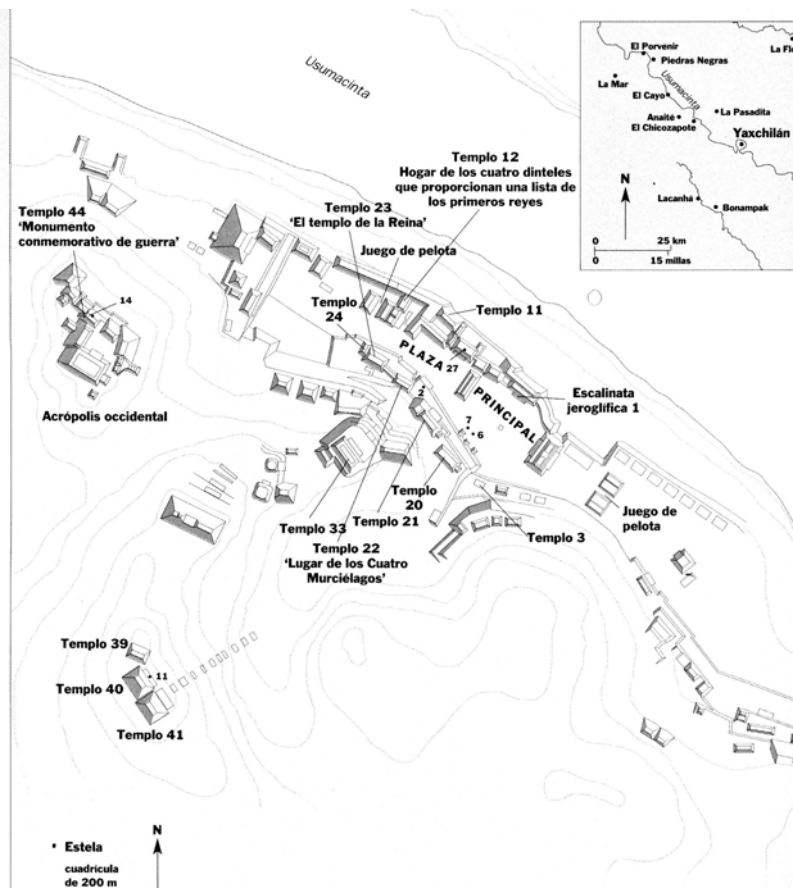 Usumacinta
El Porvenir
Piedras Negras
La Mar
Usumacinta
El Cayo
La Pasadita
Anaité
El Chicozapote
Yaxchilán
N
Lacanhá
Bonampak
0 25 km
0 15 millas
Templo 12
Hogar de los cuatro dinteles
que proporcionan una lista de
los primeros reyes
Templo 44
'Monumento
conmemorativo de guerra'
Templo 23
'El templo de la Reina'
Juego de pelota
14
Templo
24
Templo 11
PLAZA
27
PRINCIPAL
Escalinata
jeroglífica 1
2
7
6
Acrópolis occidental
Templo
20
Templo 21
Templo 33
Templo 22
'Lugar de los Cuatro
Murciélagos'
Templo 3
Juego de
pelota
Templo 39
11
Templo 40
Templo 41
N
Estela
cuadrícula
de 200 m